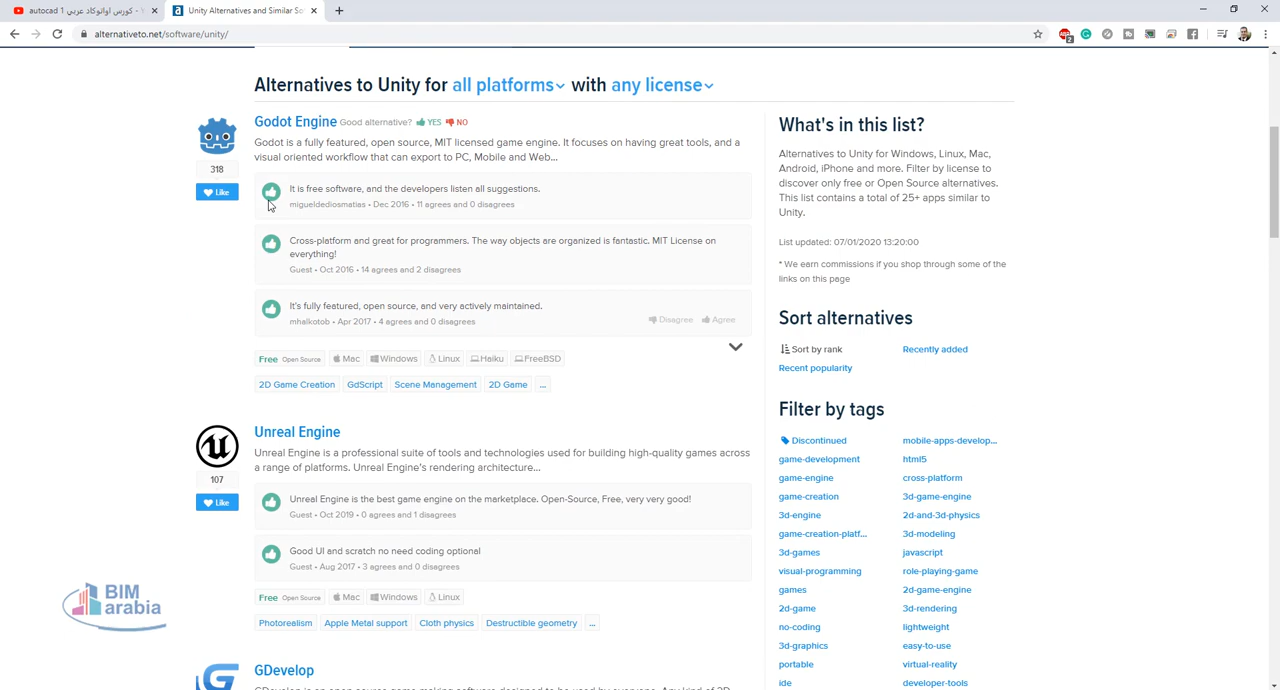 autocad 1 كورس اوتوكاد عربي
Unity Alternatives and Similar So
alternativeto.net/software/unity/
2
Alternatives to Unity for all platforms with any license
Godot Engine Good alternative? YES NO
Godot is a fully featured, open source, MIT licensed game engine. It focuses on having great tools, and a
visual oriented workflow that can export to PC, Mobile and Web...
318
Like
It is free software, and the developers listen all suggestions.
migueldediosmatias • Dec 2016 • 11 agrees and 0 disagrees
Cross-platform and great for programmers. The way objects are organized is fantastic. MIT License on
everything!
Guest • Oct 2016 • 14 agrees and 2 disagrees
It's fully featured, open source, and very actively maintained.
mhalkotob • Apr 2017 • 4 agrees and 0 disagrees
Disagree Agree
Free Open Source Mac Windows Linux Haiku FreeBSD
2D Game Creation GdScript Scene Management 2D Game ...
Unreal Engine
Unreal Engine is a professional suite of tools and technologies used for building high-quality games across
a range of platforms. Unreal Engine's rendering architecture...
107
Like
Unreal Engine is the best game engine on the marketplace. Open-Source, Free, very very good!
Guest • Oct 2019 • 0 agrees and 1 disagrees
Good UI and scratch no need coding optional
Guest • Aug 2017 • 3 agrees and 0 disagrees
Free Open Source Mac Windows Linux
Photorealism Apple Metal support Cloth physics Destructible geometry ...
GDevelop
What's in this list?
Alternatives to Unity for Windows, Linux, Mac,
Android, iPhone and more. Filter by license to
discover only free or Open Source alternatives.
This list contains a total of 25+ apps similar to
Unity.
List updated: 07/01/2020 13:20:00
* We earn commissions if you shop through some of the
links on this page
Sort alternatives
Sort by rank Recently added
Recent popularity
Filter by tags
Discontinued mobile-apps-develop...
game-development html5
game-engine cross-platform
game-creation 3d-game-engine
3d-engine 2d-and-3d-physics
game-creation-platf... 3d-modeling
3d-games javascript
visual-programming role-playing-game
games 2d-game-engine
2d-game 3d-rendering
no-coding lightweight
3d-graphics easy-to-use
portable virtual-reality
ide developer-tools
BIM
arabia